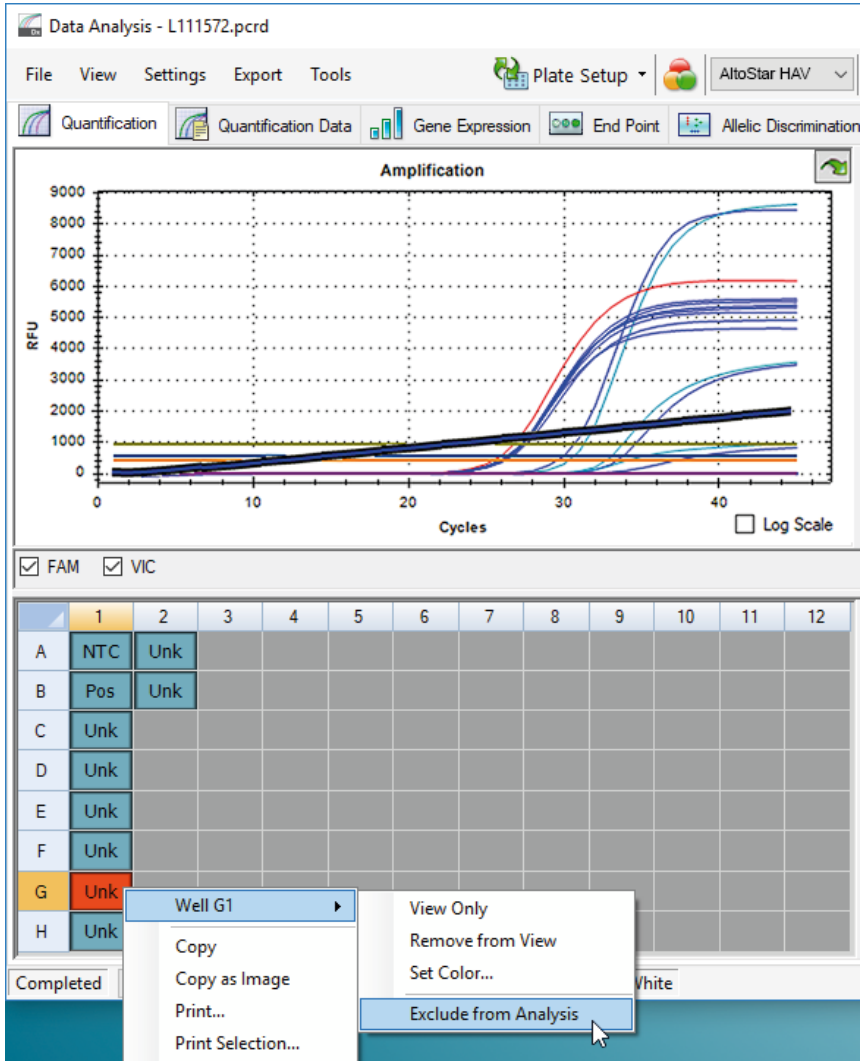 Data Analysis - L111572.pcrd
File View Settings Export Tools Plate Setup AltoStar HAV
Quantification Quantification Data Gene Expression End Point Allelic Discrimination
Amplification
9000
8000
7000
6000
5000
4000
3000
2000
1000
0
RFU
0 10 20 30 40
Cycles
Log Scale
FAM VIC
1 2 3 4 5 6 7 8 9 10 11 12
A NTC Unk
B Pos Unk
C Unk
D Unk
E Unk
F Unk
G Unk
H Unk
Well G1
Copy
Copy as Image
Print...
Print Selection...
View Only
Remove from View
Set Color...
Exclude from Analysis
Completed